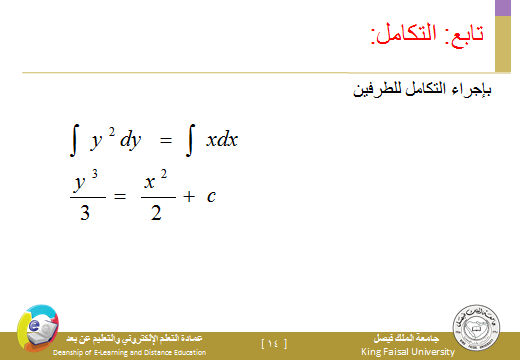 تابع: التكامل:
بإجراء التكامل للطرفين
∫ y² dy = ∫ xdx
y³/3 = x²/2 + c
عمادة التعلم الإلكتروني والتعليم عن بعد
Deanship of E-Learning and Distance Education
[ ١٤ ]
جامعة الملك فيصل
King Faisal University